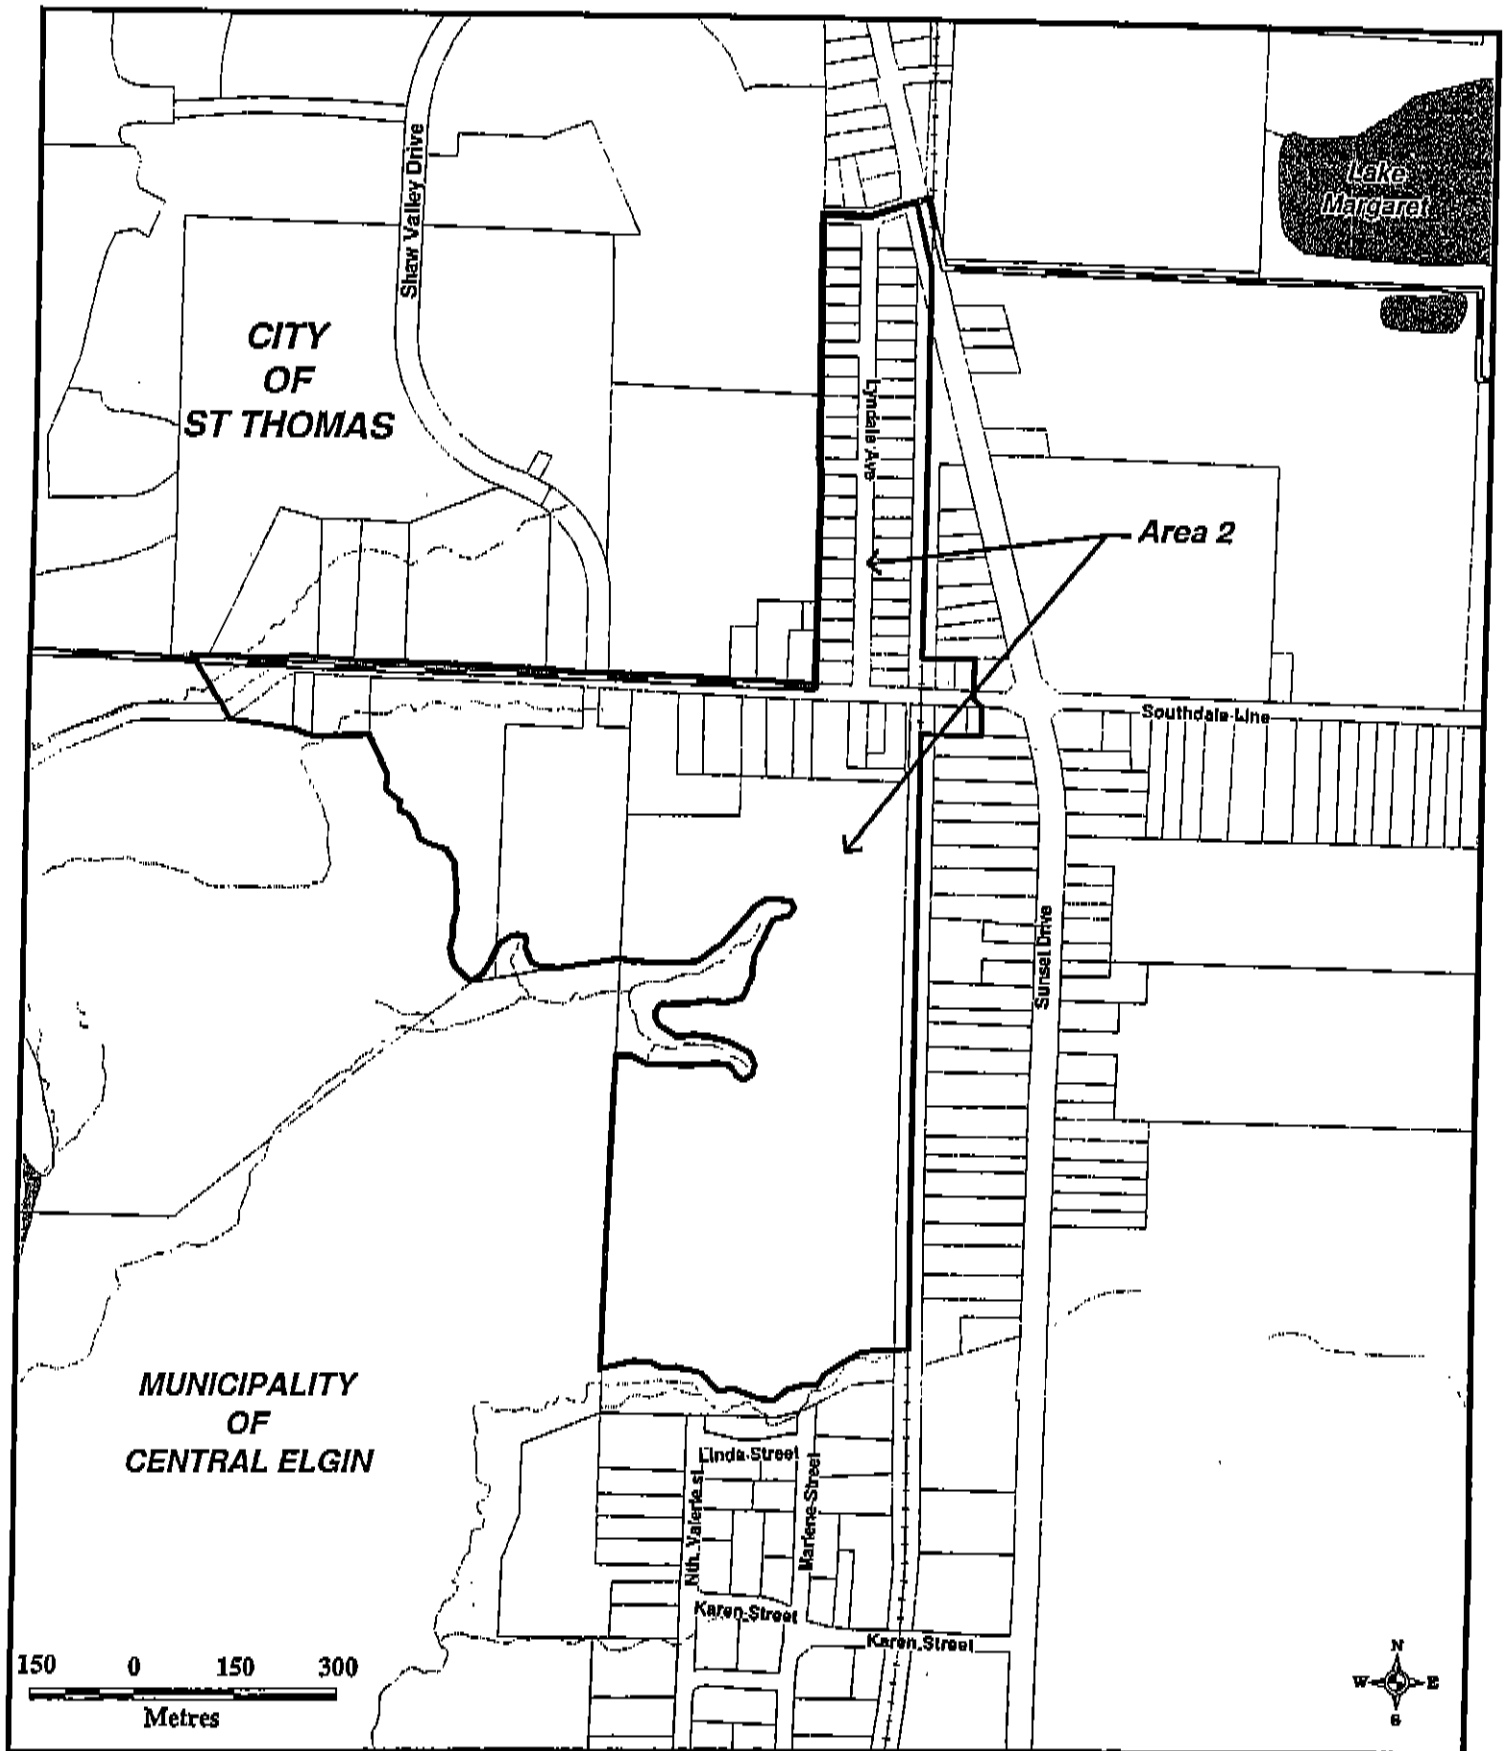 Shaw Valley Drive
Lake
Margaret
CITY
OF
ST THOMAS
Lyndale Ave
Area 2
Southdale Line
Sunset Drive
MUNICIPALITY
OF
CENTRAL ELGIN
Linda Street
Nth. Valerie st
Marlene Street
Karen Street
Karen Street
150 0 150 300
Metres
N
W E
S